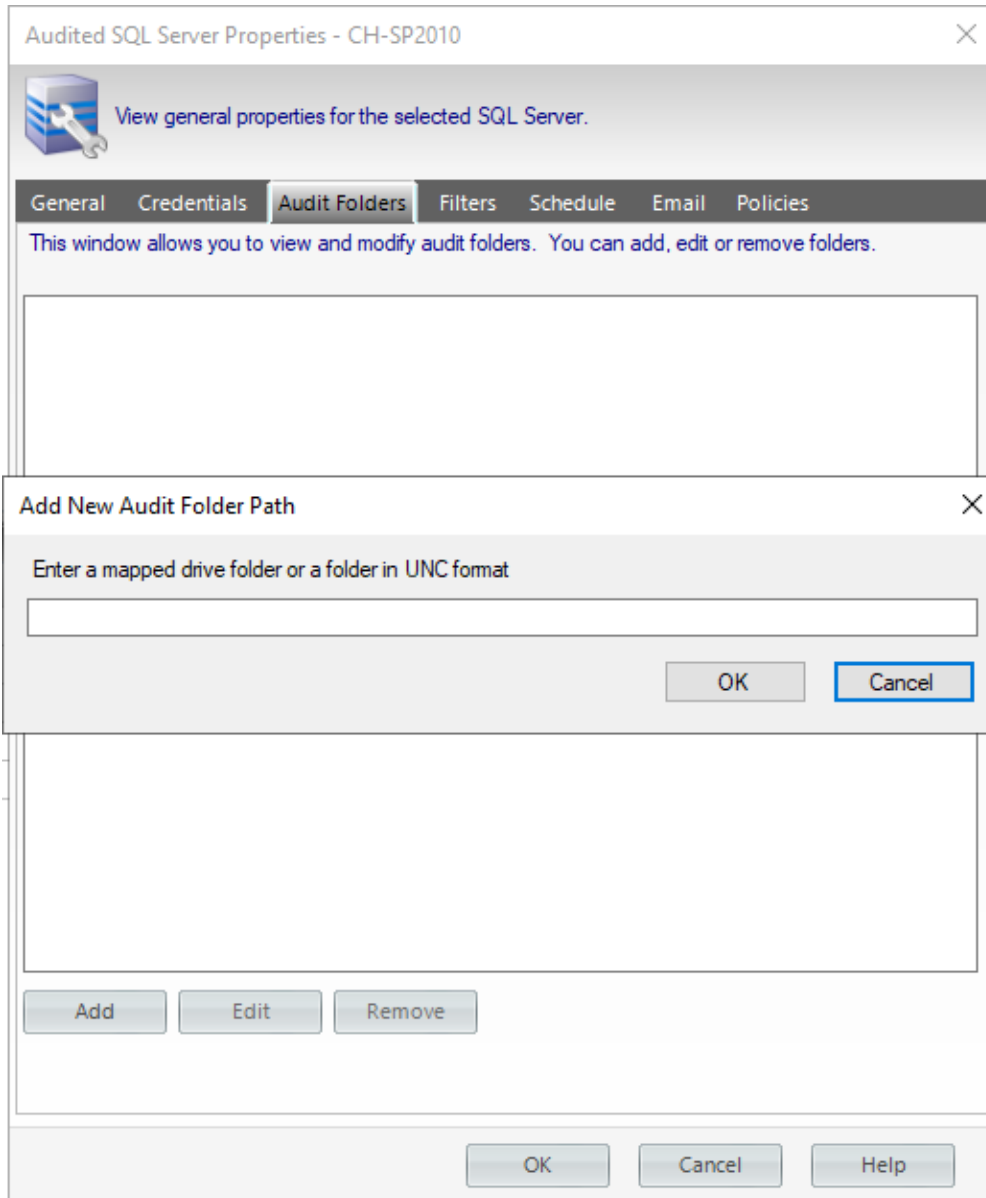 Audited SQL Server Properties - CH-SP2010
View general properties for the selected SQL Server.
General Credentials Audit Folders Filters Schedule Email Policies
This window allows you to view and modify audit folders. You can add, edit or remove folders.
Add New Audit Folder Path
Enter a mapped drive folder or a folder in UNC format
OK Cancel
Add Edit Remove
OK Cancel Help